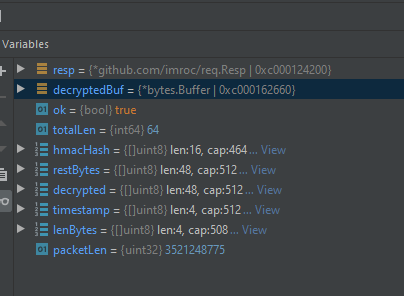 Variables
resp = {*github.com/imroc/req.Resp | 0xc000124200}
decryptedBuf = {*bytes.Buffer | 0xc000162660}
ok = {bool} true
totalLen = {int64} 64
hmacHash = {[]uint8} len:16, cap:464... View
restBytes = {[]uint8} len:48, cap:512... View
decrypted = {[]uint8} len:48, cap:512... View
timestamp = {[]uint8} len:4, cap:512... View
lenBytes = {[]uint8} len:4, cap:508... View
packetLen = {uint32} 3521248775